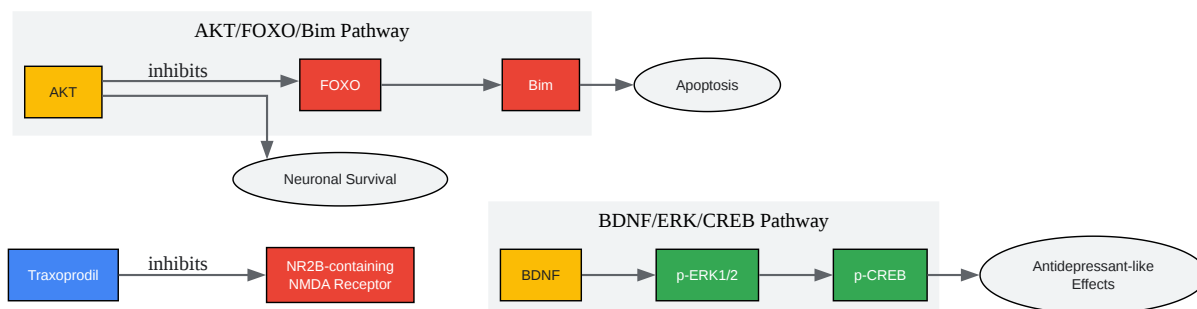 AKT/FOXO/Bim Pathway
AKT
inhibits
FOXO
Bim
Apoptosis
Neuronal Survival
BDNF/ERK/CREB Pathway
Traxoprodil
inhibits
NR2B-containing
NMDA Receptor
BDNF
p-ERK1/2
p-CREB
Antidepressant-like
Effects